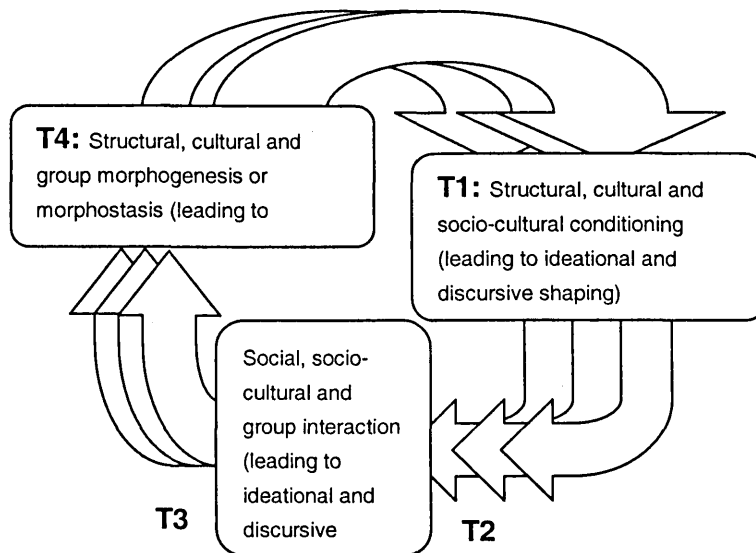 T4: Structural, cultural and
group morphogenesis or
morphostasis (leading to
T1: Structural, cultural and
socio-cultural conditioning
(leading to ideational and
discursive shaping)
Social, socio-
cultural and
group interaction
(leading to
ideational and
discursive
T3
T2